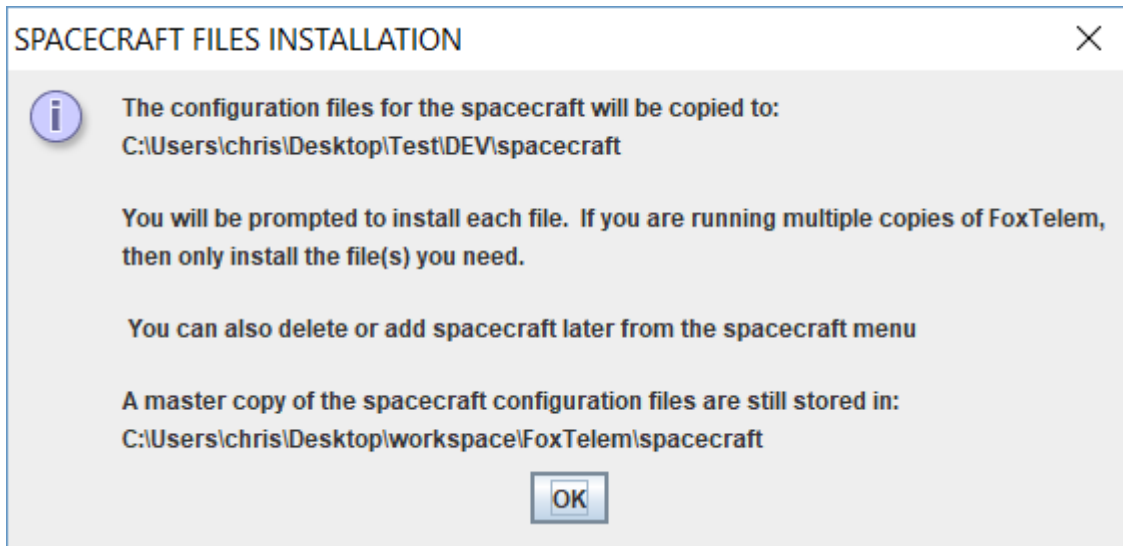 SPACECRAFT FILES INSTALLATION
The configuration files for the spacecraft will be copied to:
C:\Users\chris\Desktop\Test\DEV\spacecraft
You will be prompted to install each file.  If you are running multiple copies of FoxTelem,
then only install the file(s) you need.
You can also delete or add spacecraft later from the spacecraft menu
A master copy of the spacecraft configuration files are still stored in:
C:\Users\chris\Desktop\workspace\FoxTelem\spacecraft
OK